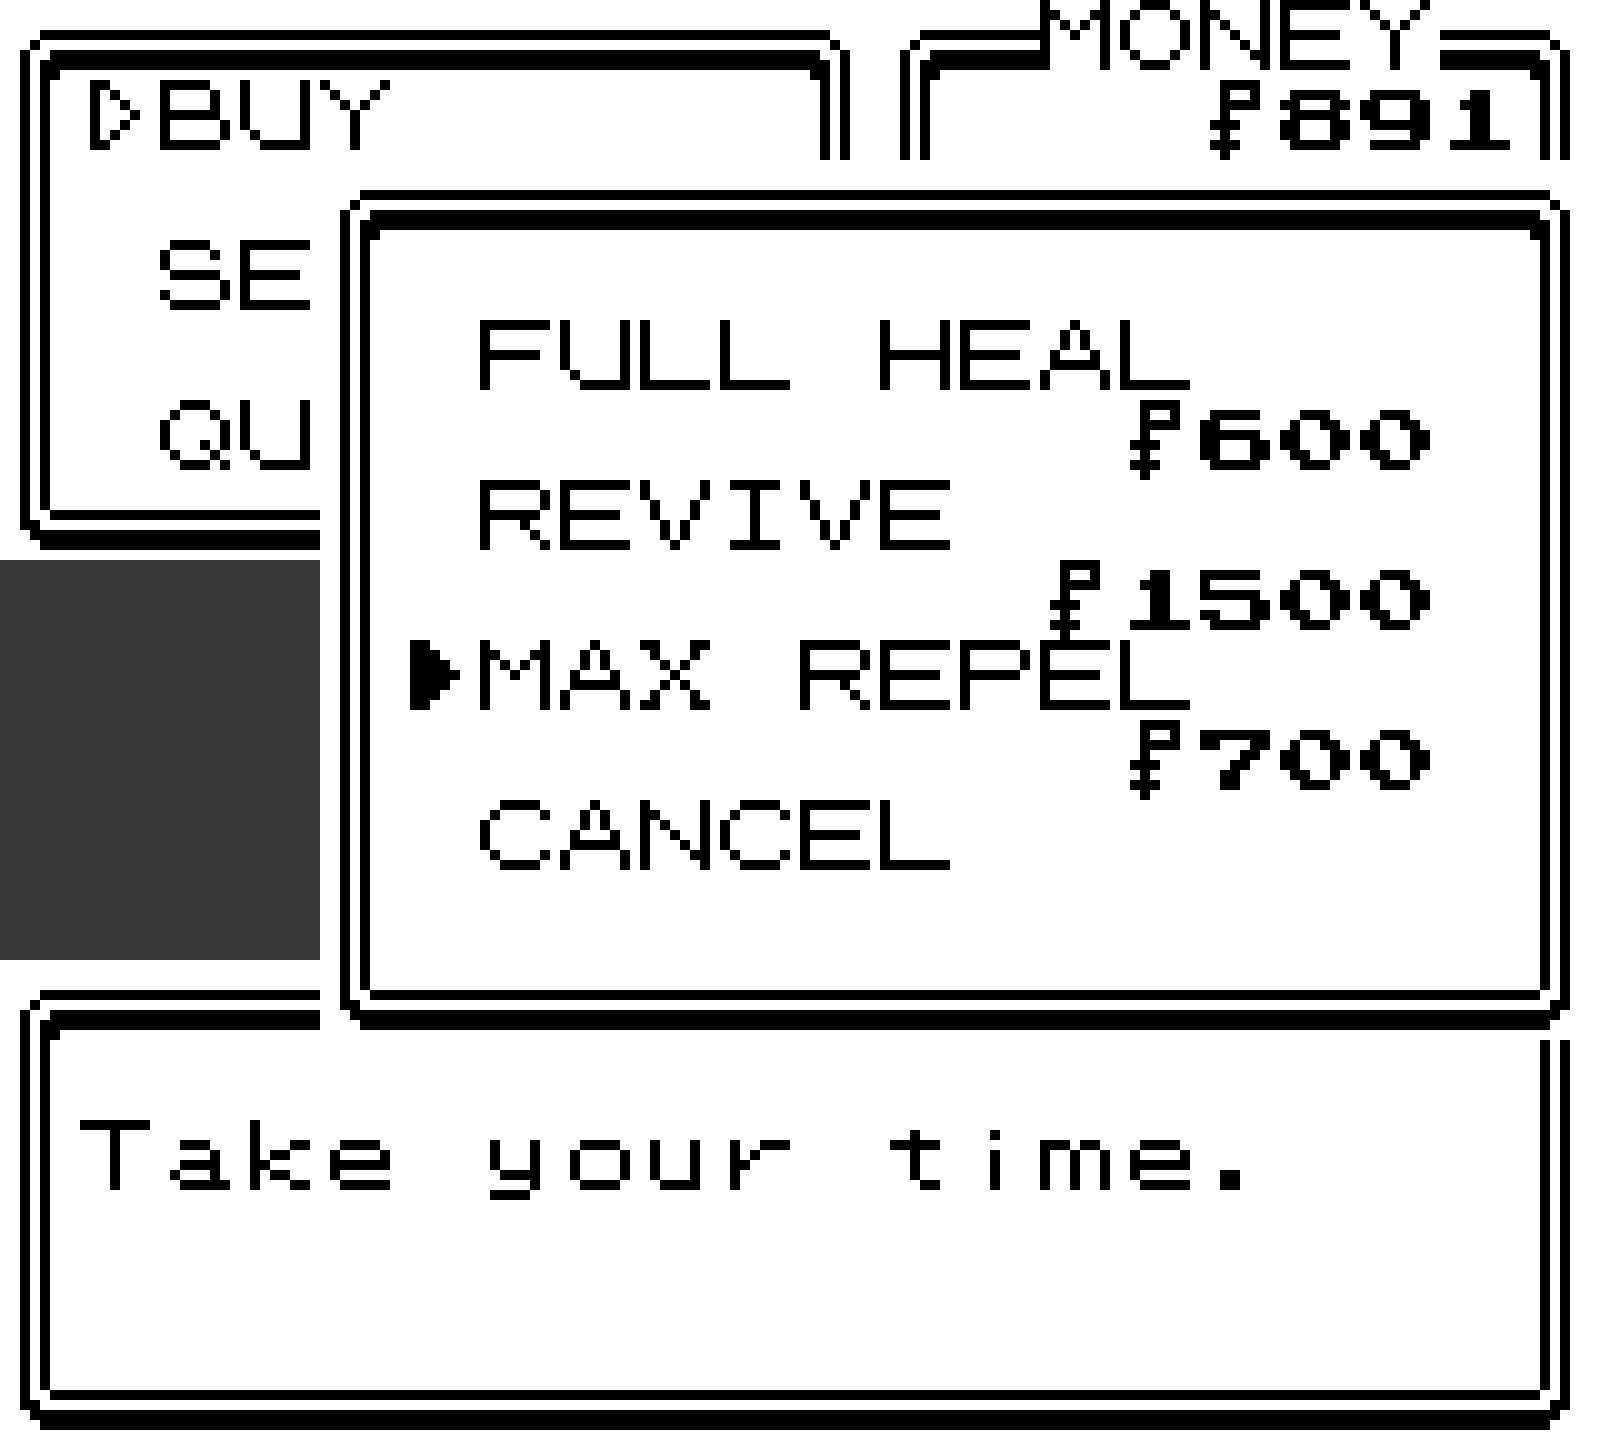 MONEY
▷BUY
₽891
SE
FULL HEAL
₽600
QU
REVIVE
₽1500
▶MAX REPEL
₽700
CANCEL
Take your time.